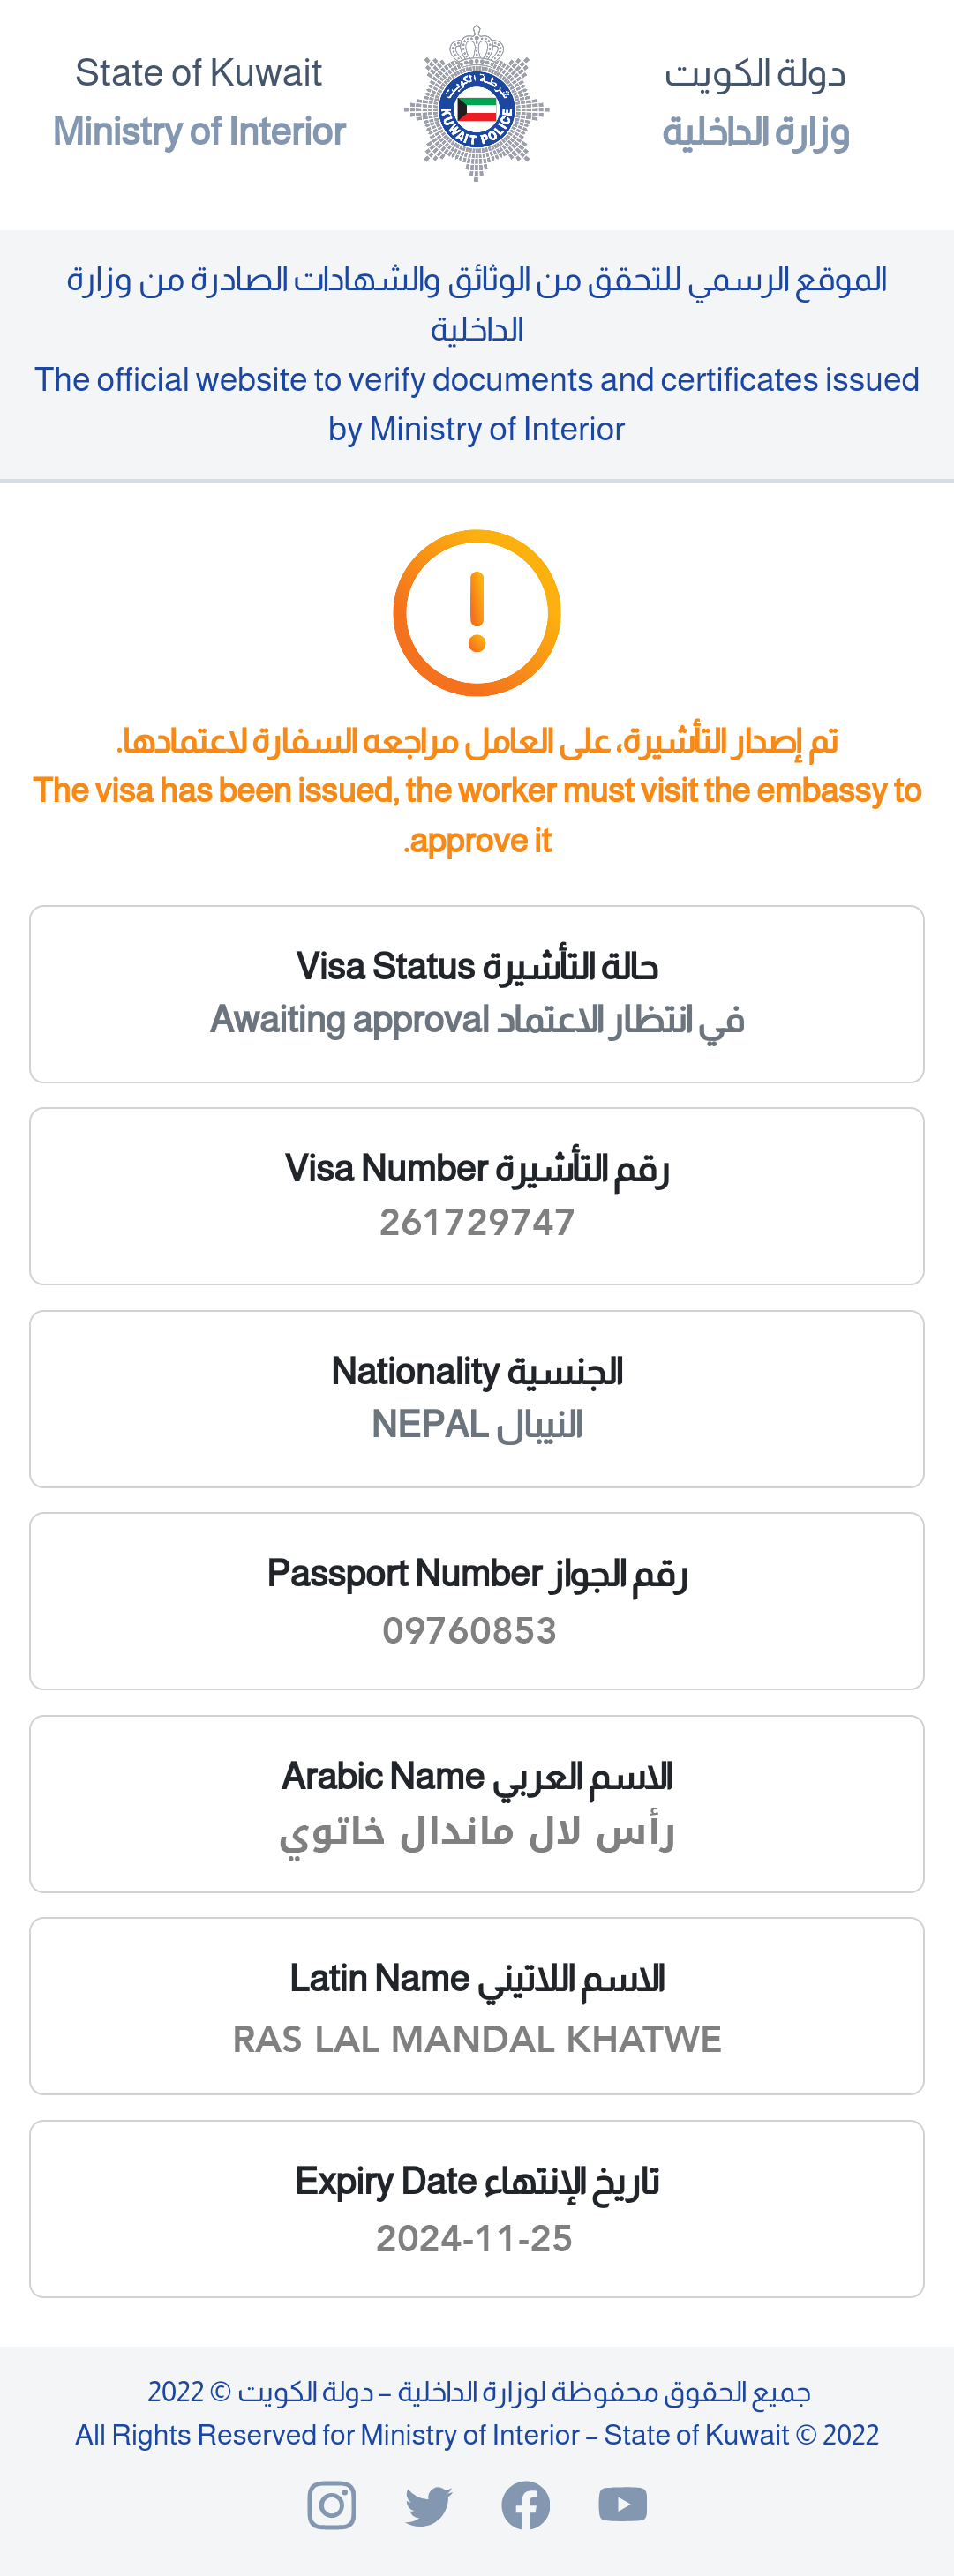 State of Kuwait
Ministry of Interior
شرطة الكويت
KUWAIT POLICE
دولة الكويت
وزارة الداخلية
الموقع الرسمي للتحقق من الوثائق والشهادات الصادرة من وزارة
الداخلية
The official website to verify documents and certificates issued
by Ministry of Interior
تم إصدار التأشيرة، على العامل مراجعه السفارة لاعتمادها.
The visa has been issued, the worker must visit the embassy to
.approve it
Visa Status حالة التأشيرة
Awaiting approval في انتظار الاعتماد
Visa Number رقم التأشيرة
261729747
Nationality الجنسية
NEPAL النيبال
Passport Number رقم الجواز
09760853
Arabic Name الاسم العربي
رأس لال ماندال خاتوي
Latin Name الاسم اللاتيني
RAS LAL MANDAL KHATWE
Expiry Date تاريخ الإنتهاء
2024-11-25
جميع الحقوق محفوظة لوزارة الداخلية – دولة الكويت © 2022
All Rights Reserved for Ministry of Interior – State of Kuwait © 2022